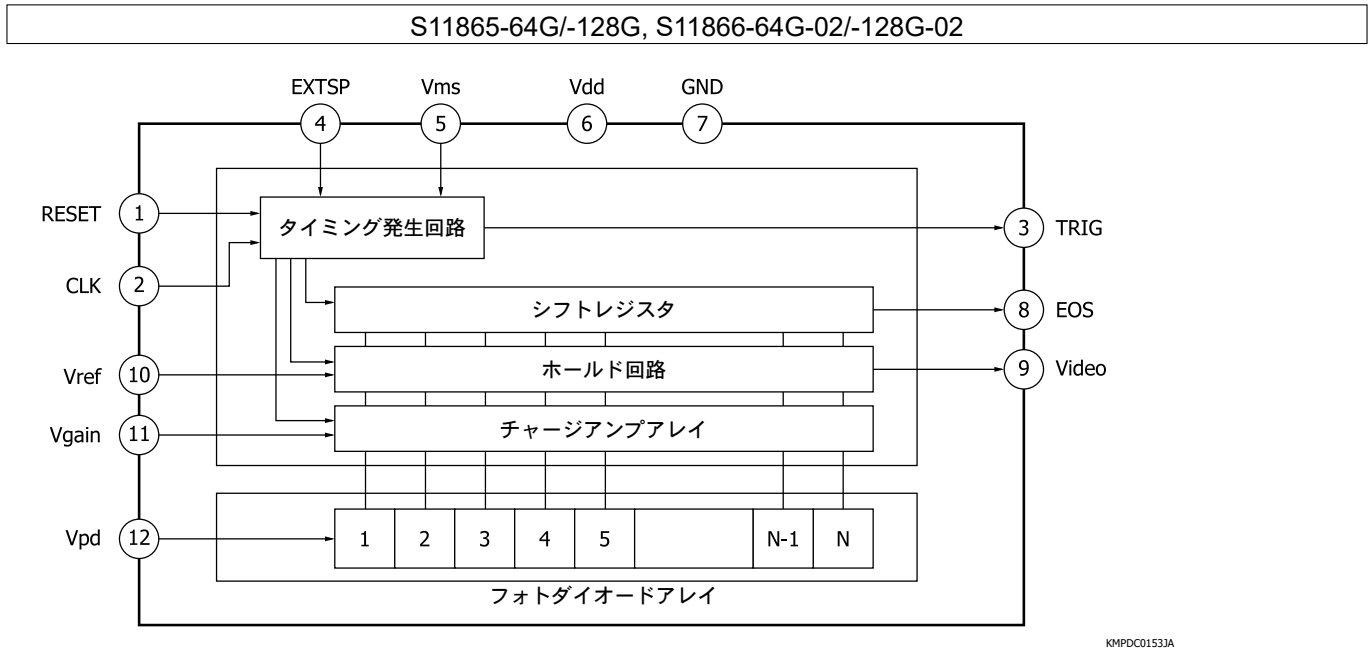 S11865-64G/-128G, S11866-64G-02/-128G-02
EXTSP Vms Vdd GND
4 5 6 7
RESET 1 タイミング発生回路 3 TRIG
CLK 2
シフトレジスタ 8 EOS
Vref 10 ホールド回路 9 Video
Vgain 11 チャージアンプアレイ
Vpd 12 1 2 3 4 5 N-1 N
フォトダイオードアレイ
KMPDC0153JA